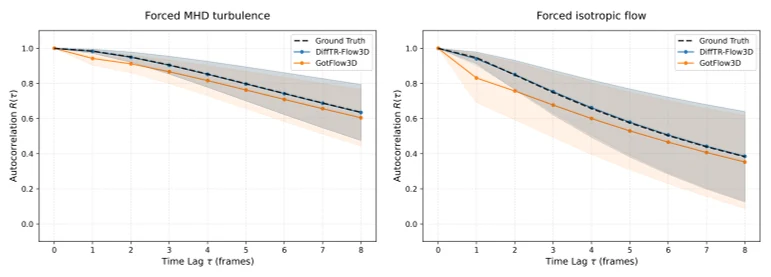 Forced MHD turbulence
Autocorrelation R(τ)
1.0
0.8
0.6
0.4
0.2
0.0
Ground Truth
DiffTR-Flow3D
GotFlow3D
0 1 2 3 4 5 6 7 8
Time Lag τ (frames)
Forced isotropic flow
Autocorrelation R(τ)
1.0
0.8
0.6
0.4
0.2
0.0
Ground Truth
DiffTR-Flow3D
GotFlow3D
0 1 2 3 4 5 6 7 8
Time Lag τ (frames)